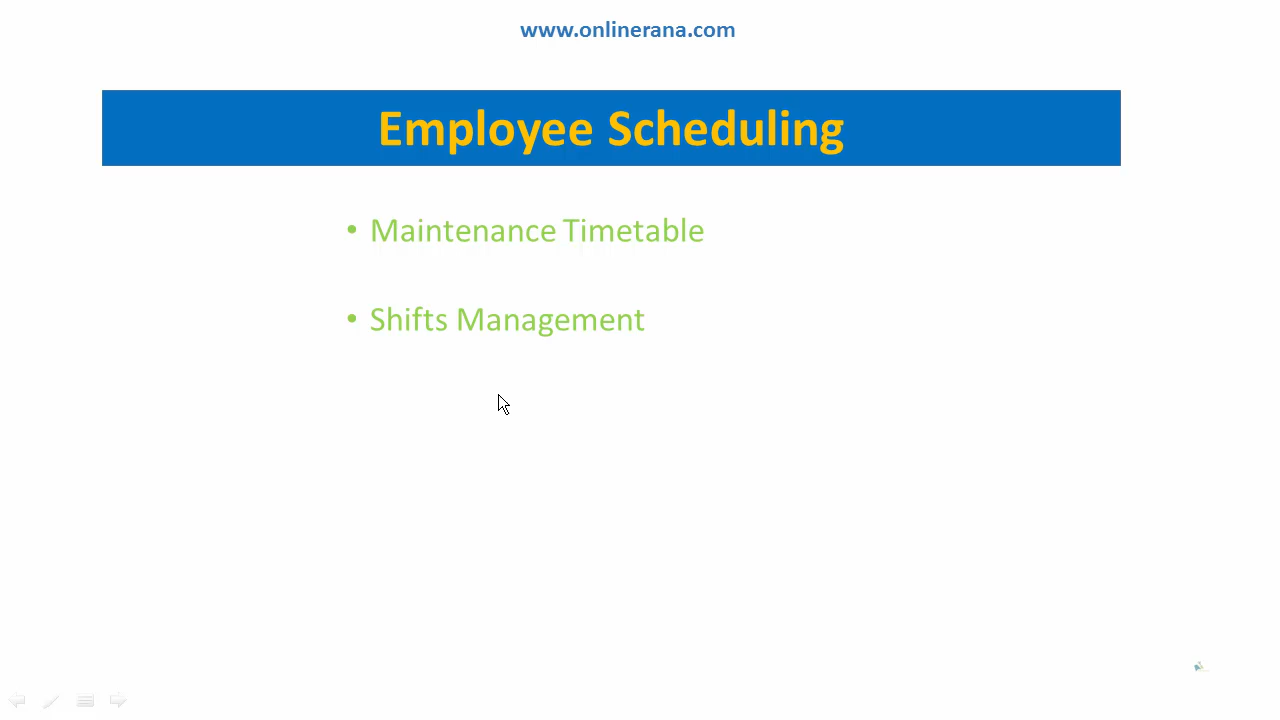 www.onlinerana.com
Employee Scheduling
• Maintenance Timetable
• Shifts Management